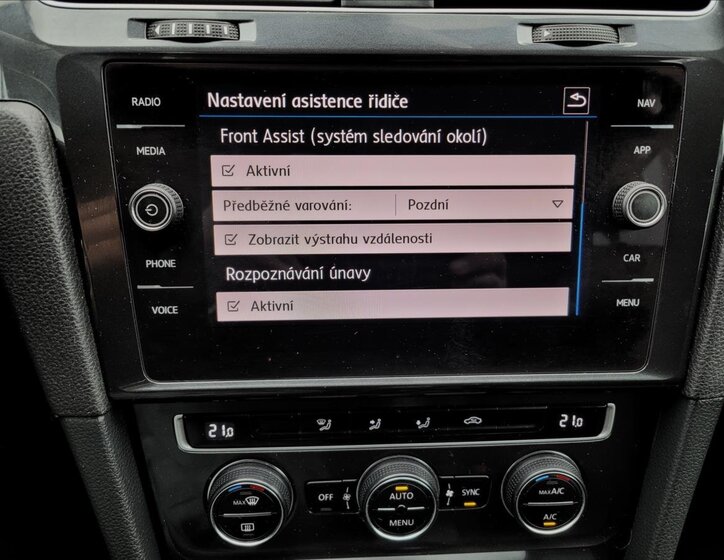 RADIO
Nastavení asistence řidiče
NAV
MEDIA
Front Assist (systém sledování okolí)
APP
Aktivní
Předběžné varování: Pozdní
Zobrazit výstrahu vzdálenosti
PHONE
CAR
Rozpoznávání únavy
VOICE
Aktivní
MENU
21.0
21.0
MAX
OFF
AUTO
SYNC
MAX A/C
MENU
A/C